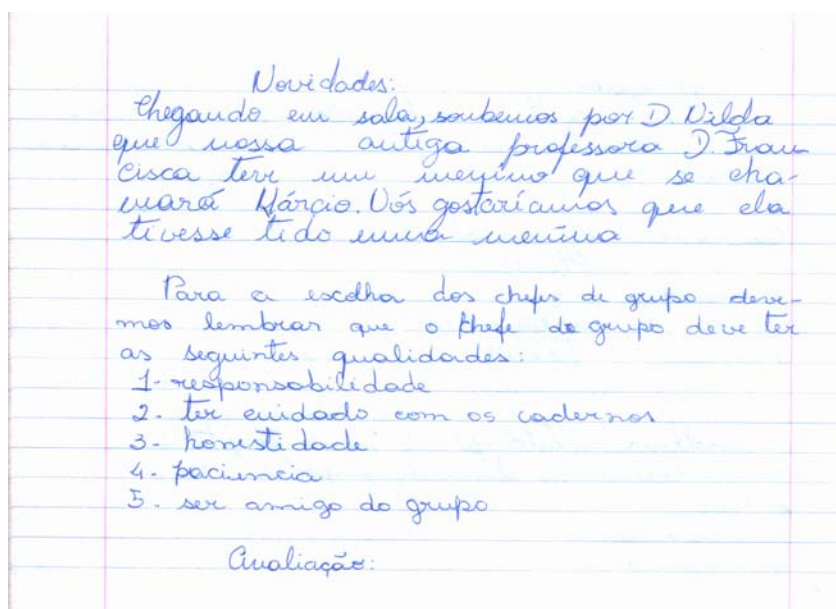 Novidades:
Chegando em sala, soubemos por D. Nilda
que nossa antiga professora D. Fran
cisca teve um menino que se cha-
mará Márcio. Nós gostaríamos que ela
tivesse tido uma menina
Para a escolha dos chefes de grupo deve-
mos lembrar que o chefe de grupo deve ter
as seguintes qualidades:
1- responsabilidade
2- ter cuidado com os cadernos
3- honestidade
4- paciencia
5- ser amigo do grupo
Avaliação: